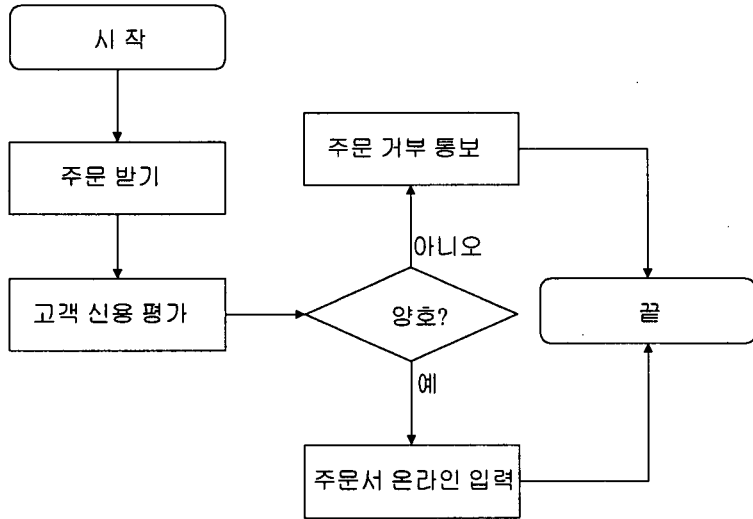 시 작
주문 받기
고객 신용 평가
양호?
아니오
주문 거부 통보
예
주문서 온라인 입력
끝